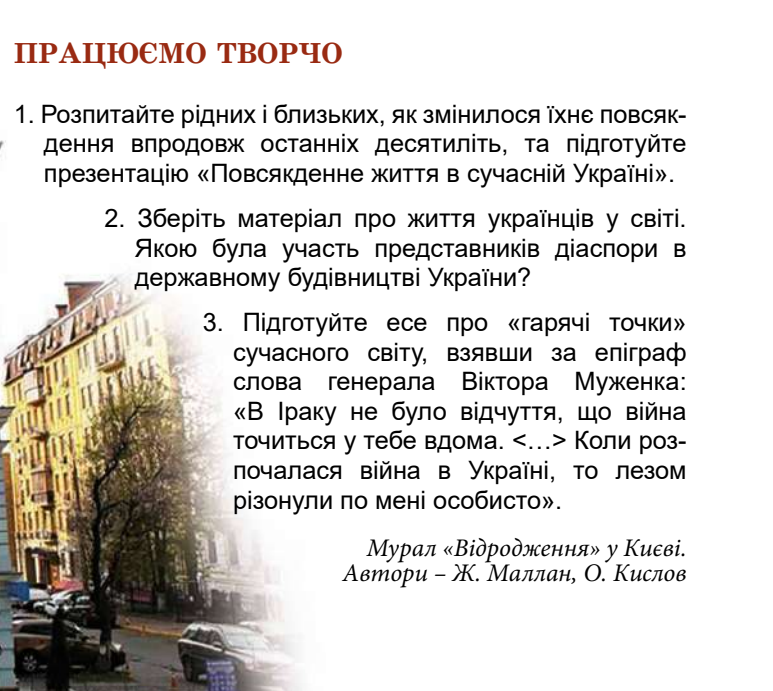 ПРАЦЮЄМО ТВОРЧО
1. Розпитайте рідних і близьких, як змінилося їхнє повсяк-
дення впродовж останніх десятиліть, та підготуйте
презентацію «Повсякденне життя в сучасній Україні».
2. Зберіть матеріал про життя українців у світі.
Якою була участь представників діаспори в
державному будівництві України?
3. Підготуйте есе про «гарячі точки»
сучасного світу, взявши за епіграф
слова генерала Віктора Муженка:
«В Іраку не було відчуття, що війна
точиться у тебе вдома. <…> Коли роз-
почалася війна в Україні, то лезом
різонули по мені особисто».
Мурал «Відродження» у Києві.
Автори – Ж. Маллан, О. Кислов